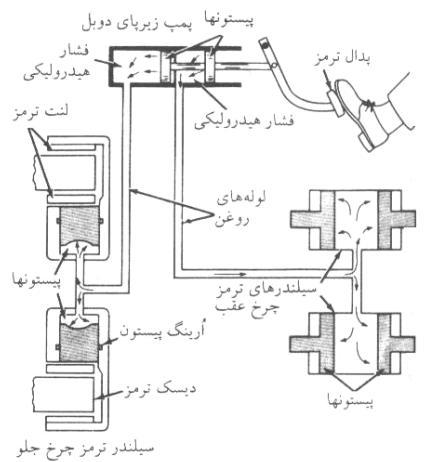 پیستونها
پمپ زیرپای دوبل
فشار
هیدرولیکی
پدال ترمز
فشار هیدرولیکی
لنت ترمز
لوله‌های
روغن
پیستونها
سیلندرهای ترمز
چرخ عقب
اُرینگ پیستون
دیسک ترمز
پیستونها
سیلندر ترمز چرخ جلو